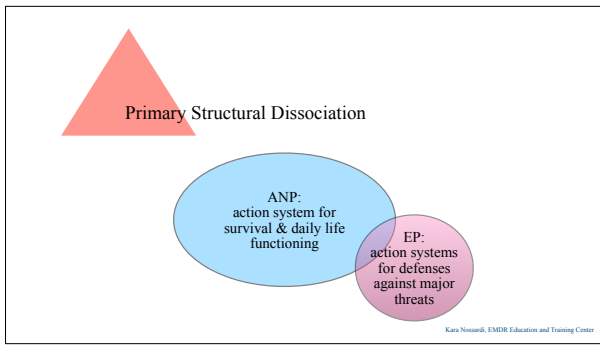 Primary Structural Dissociation
ANP:
action system for
survival & daily life
functioning
EP:
action systems
for defenses
against major
threats
Kara Nossardi, EMDR Education and Training Center